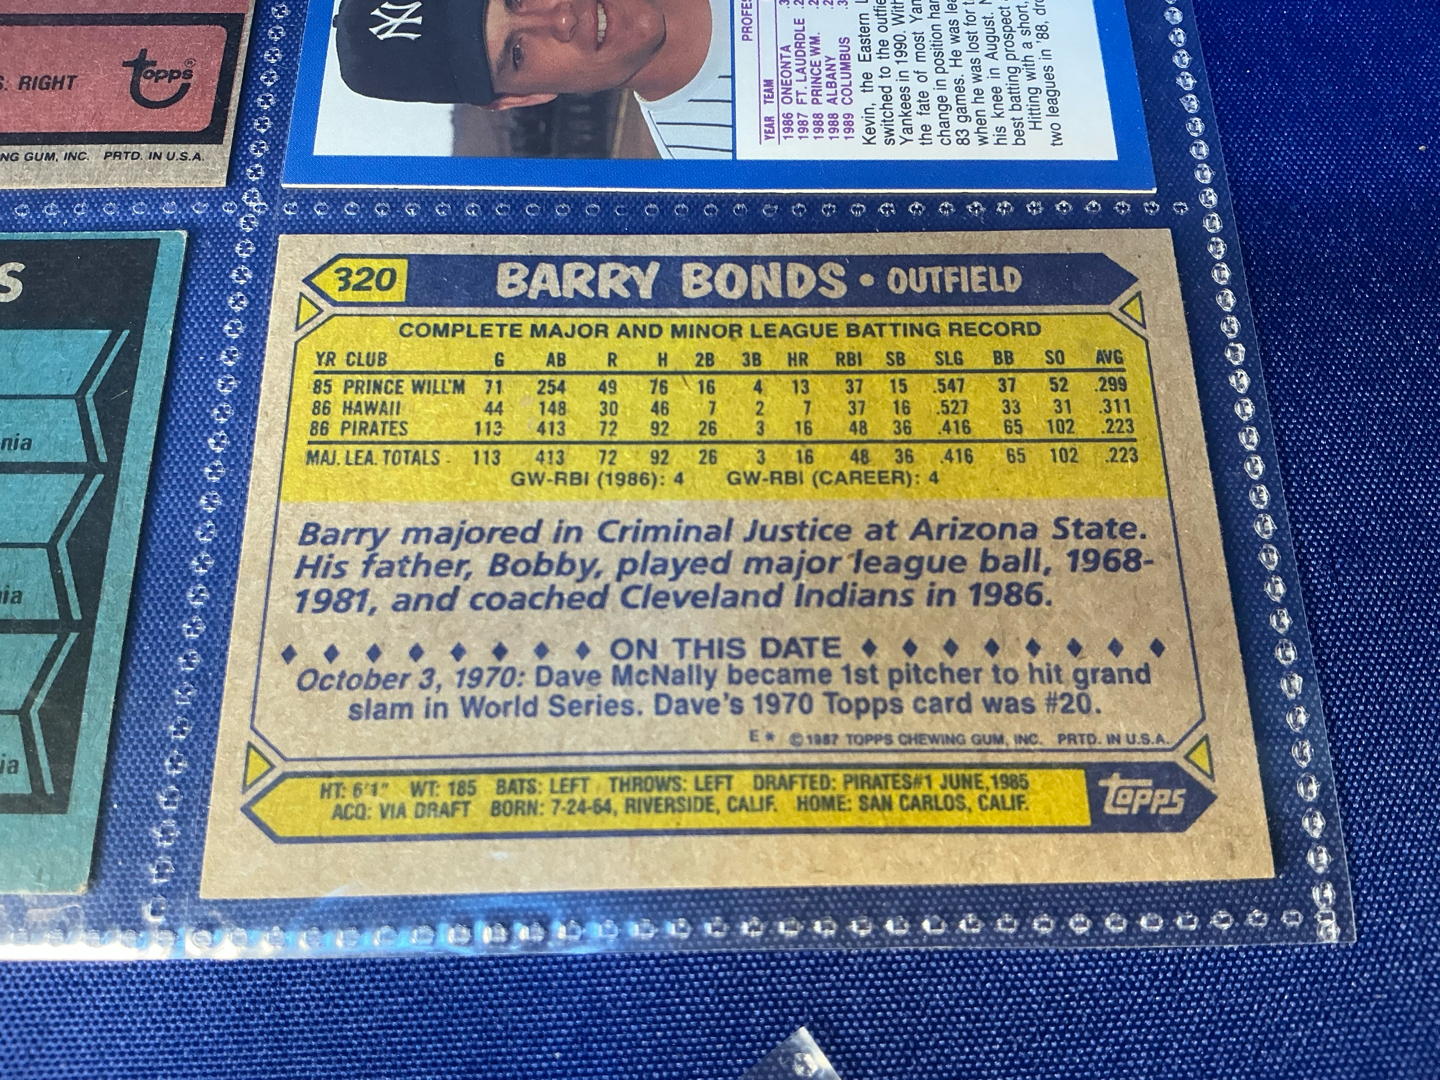 S. RIGHT
topps®
NG GUM, INC. PRTD. IN U.S.A.
NY
PROFES
YEAR TEAM
1986 ONEONTA
1987 FT. LAUDRDLE
1988 PRINCE WM.
1988 ALBANY
1989 COLUMBUS
Kevin, the Eastern L
switched to the outfie
Yankees in 1990. With
the fate of most Yan
change in position han
83 games. He was lea
when he was lost for t
his knee in August. N
best batting prospect
Hitting with a short,
two leagues in '88, dr
S
nia
nia
ia
320
BARRY BONDS • OUTFIELD
COMPLETE MAJOR AND MINOR LEAGUE BATTING RECORD
YR CLUB G AB R H 2B 3B HR RBI SB SLG BB SO AVG
85 PRINCE WILL'M 71 254 49 76 16 4 13 37 15 .547 37 52 .299
86 HAWAII 44 148 30 46 7 2 7 37 16 .527 33 31 .311
86 PIRATES 113 413 72 92 26 3 16 48 36 .416 65 102 .223
MAJ. LEA. TOTALS 113 413 72 92 26 3 16 48 36 .416 65 102 .223
GW-RBI (1986): 4 GW-RBI (CAREER): 4
Barry majored in Criminal Justice at Arizona State.
His father, Bobby, played major league ball, 1968-
1981, and coached Cleveland Indians in 1986.
ON THIS DATE
October 3, 1970: Dave McNally became 1st pitcher to hit grand
slam in World Series. Dave's 1970 Topps card was #20.
E* ©1987 TOPPS CHEWING GUM, INC. PRTD. IN U.S.A.
HT: 6'1" WT: 185 BATS: LEFT THROWS: LEFT DRAFTED: PIRATES#1 JUNE,1985
ACQ: VIA DRAFT BORN: 7-24-64, RIVERSIDE, CALIF. HOME: SAN CARLOS, CALIF.
topps